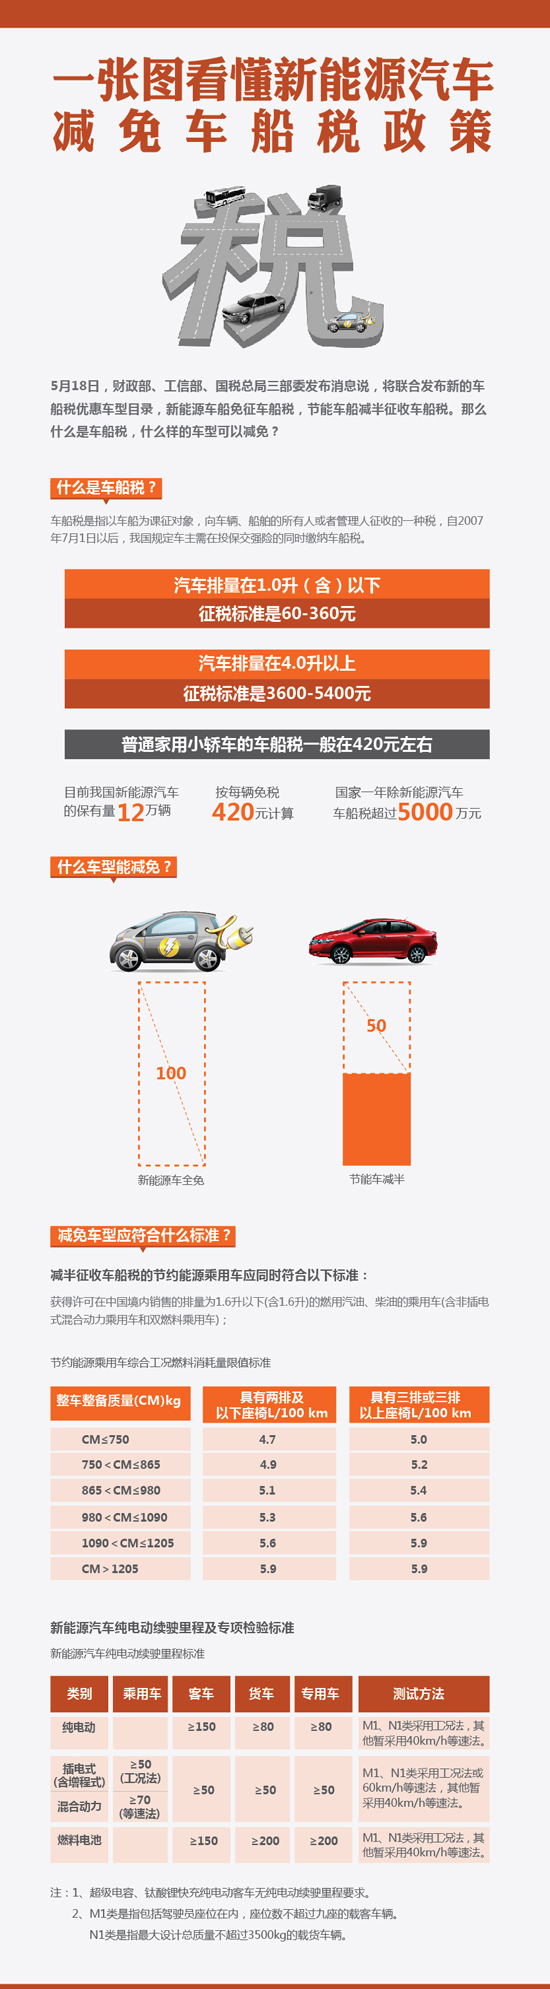 一张图看懂新能源汽车
减免车船税政策
税
5月18日，财政部、工信部、国税总局三部委发布消息说，将联合发布新的车
船税优惠车型目录，新能源车船免征车船税，节能车船减半征收车船税。那么
什么是车船税，什么样的车型可以减免？
什么是车船税？
车船税是指以车船为课征对象，向车辆、船舶的所有人或者管理人征收的一种税，自2007
年7月1日以后，我国规定车主需在投保交强险的同时缴纳车船税。
汽车排量在1.0升（含）以下
征税标准是60-360元
汽车排量在4.0升以上
征税标准是3600-5400元
普通家用小轿车的车船税一般在420元左右
目前我国新能源汽车
的保有量12万辆
按每辆免税
420元计算
国家一年除新能源汽车
车船税超过5000万元
什么车型能减免？
100
50
新能源车全免
节能车减半
减免车型应符合什么标准？
减半征收车船税的节约能源乘用车应同时符合以下标准：
获得许可在中国境内销售的排量为1.6升以下(含1.6升)的燃用汽油、柴油的乘用车(含非插电
式混合动力乘用车和双燃料乘用车)；
节约能源乘用车综合工况燃料消耗量限值标准
整车整备质量(CM)kg
具有两排及
以下座椅L/100 km
具有三排或三排
以上座椅L/100 km
CM≤750 4.7 5.0
750＜CM≤865 4.9 5.2
865＜CM≤980 5.1 5.4
980＜CM≤1090 5.3 5.6
1090＜CM≤1205 5.6 5.9
CM＞1205 5.9 5.9
新能源汽车纯电动续驶里程及专项检验标准
新能源汽车纯电动续驶里程标准
类别 乘用车 客车 货车 专用车 测试方法
纯电动 ≥150 ≥80 ≥80
M1、N1类采用工况法，其
他暂采用40km/h等速法。
插电式
(含增程式)
混合动力
≥50
(工况法)
≥70
(等速法)
≥50 ≥50 ≥50
M1、N1类采用工况法或
60km/h等速法，其他暂
采用40km/h等速法。
燃料电池 ≥150 ≥200 ≥200
M1、N1类采用工况法，其
他暂采用40km/h等速法。
注：1、超级电容、钛酸锂快充纯电动客车无纯电动续驶里程要求。
2、M1类是指包括驾驶员座位在内，座位数不超过九座的载客车辆。
N1类是指最大设计总质量不超过3500kg的载货车辆。